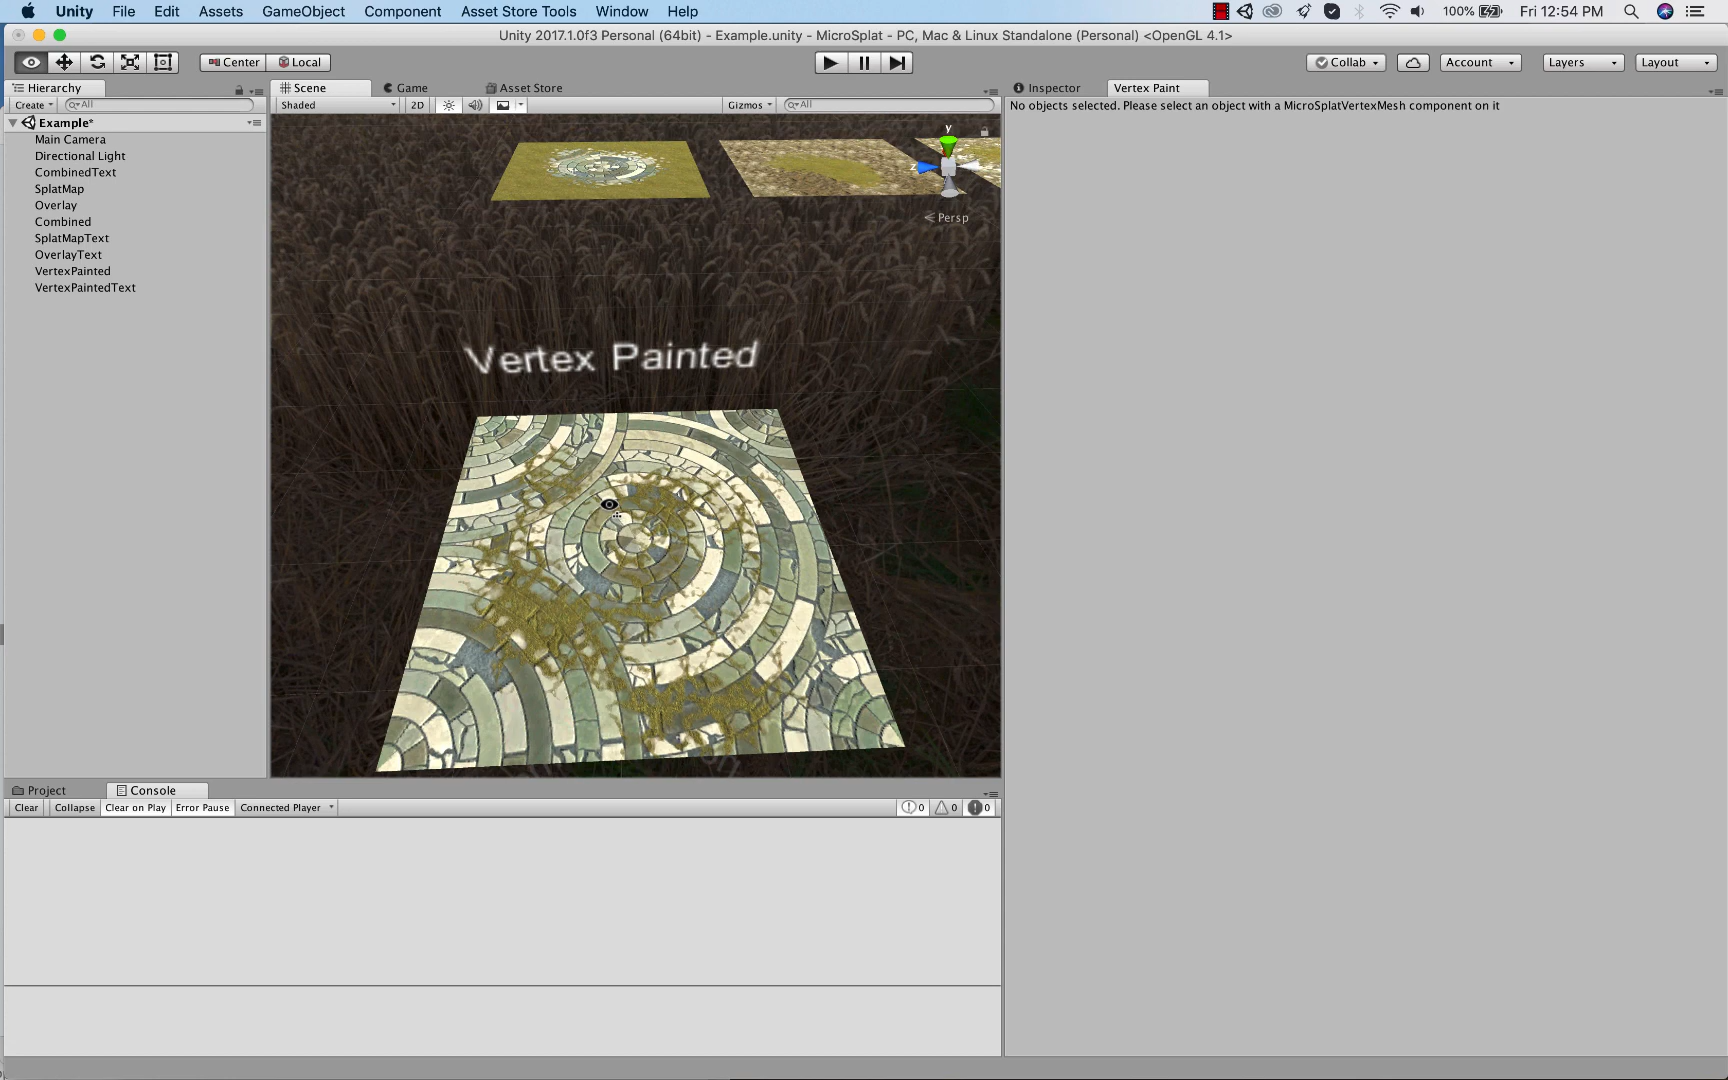 Unity File Edit Assets GameObject Component Asset Store Tools Window Help 100% Fri 12:54 PM
Unity 2017.1.0f3 Personal (64bit) - Example.unity - MicroSplat - PC, Mac & Linux Standalone (Personal) <OpenGL 4.1>
Center Local Collab Account Layers Layout
Hierarchy Scene Game Asset Store Inspector Vertex Paint
Create All Shaded 2D Gizmos All No objects selected. Please select an object with a MicroSplatVertexMesh component on it
Example*
Main Camera
Directional Light
CombinedText
SplatMap
Overlay
Combined
SplatMapText
OverlayText
VertexPainted
VertexPaintedText
y
z
Persp
Vertex Painted
Project Console
Clear Collapse Clear on Play Error Pause Connected Player 0 0 0